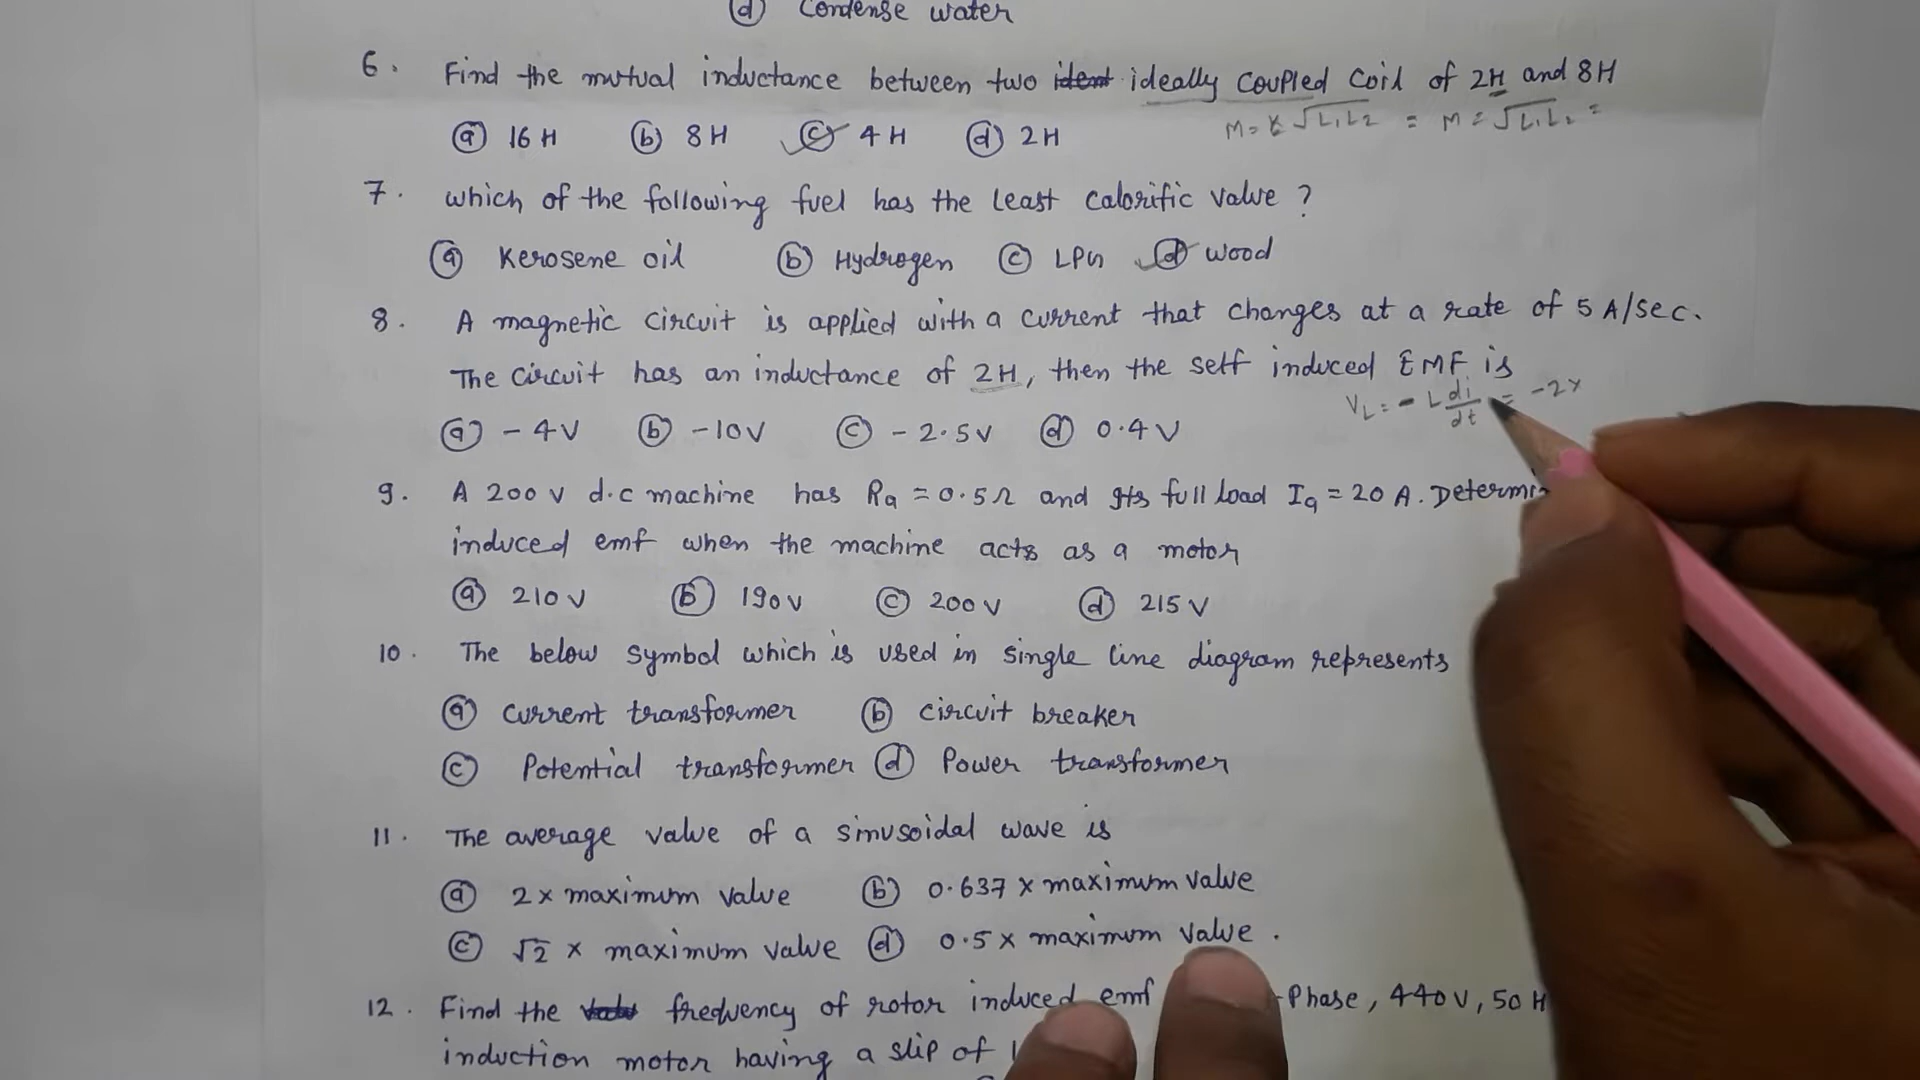 (d) Condense water
6. Find the mutual inductance between two ideally coupled coil of 2H and 8H
M = K √L₁L₂ = M = √L₁L₂ =
(a) 16 H (b) 8 H (c) 4 H (d) 2 H
7. which of the following fuel has the least calorific value ?
(a) Kerosene oil (b) Hydrogen (c) LPG (d) wood
8. A magnetic circuit is applied with a current that changes at a rate of 5 A/sec.
The circuit has an inductance of 2H, then the self induced EMF is
V_L = - L di/dt = -2×
(a) - 4V (b) -10V (c) - 2.5V (d) 0.4 V
9. A 200 V d.c machine has Ra = 0.5Ω and its full load Ia = 20 A. Determi
induced emf when the machine acts as a motor
(a) 210 V (b) 190 V (c) 200 V (d) 215 V
10. The below symbol which is used in single line diagram represents
(a) current transformer (b) circuit breaker
(c) Potential transformer (d) Power transformer
11. The average value of a sinusoidal wave is
(a) 2 x maximum value (b) 0.637 x maximum value
(c) √2 x maximum value (d) 0.5 x maximum value.
12. Find the frequency of rotor induced emf -Phase, 440V, 50 H
induction motor having a slip of